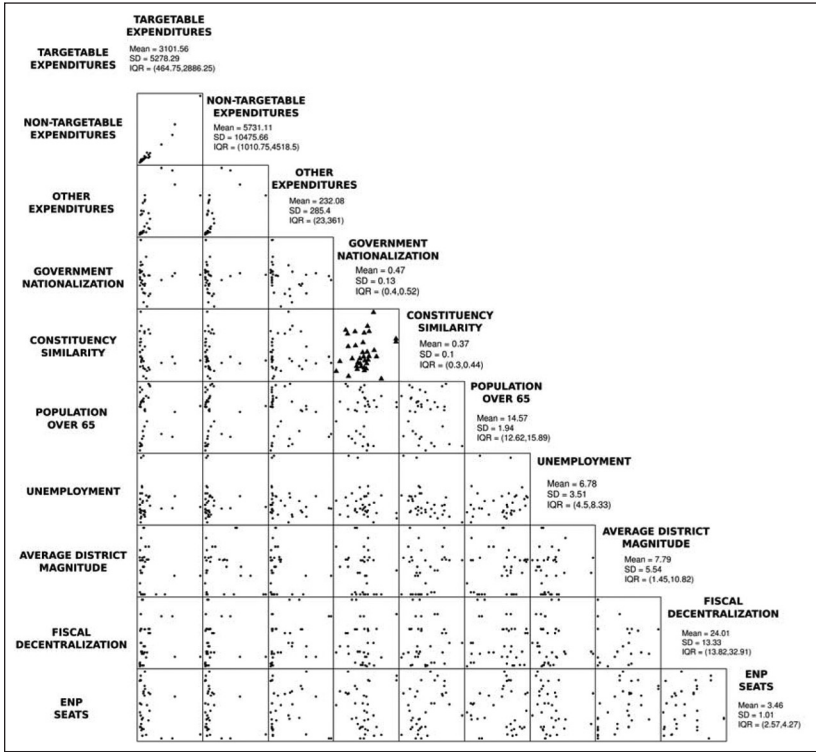 TARGETABLE
EXPENDITURES
TARGETABLE
EXPENDITURES
Mean = 3101.56
SD = 5278.29
IQR = (464.75,2886.25)
NON-TARGETABLE
EXPENDITURES
NON-TARGETABLE
EXPENDITURES
Mean = 5731.11
SD = 10475.66
IQR = (1010.75,4518.5)
OTHER
EXPENDITURES
OTHER
EXPENDITURES
Mean = 232.08
SD = 285.4
IQR = (23,361)
GOVERNMENT
NATIONALIZATION
GOVERNMENT
NATIONALIZATION
Mean = 0.47
SD = 0.13
IQR = (0.4,0.52)
CONSTITUENCY
SIMILARITY
CONSTITUENCY
SIMILARITY
Mean = 0.37
SD = 0.1
IQR = (0.3,0.44)
POPULATION
OVER 65
POPULATION
OVER 65
Mean = 14.57
SD = 1.94
IQR = (12.62,15.89)
UNEMPLOYMENT
UNEMPLOYMENT
Mean = 6.78
SD = 3.51
IQR = (4.5,8.33)
AVERAGE DISTRICT
MAGNITUDE
AVERAGE DISTRICT
MAGNITUDE
Mean = 7.79
SD = 5.54
IQR = (1.45,10.82)
FISCAL
DECENTRALIZATION
FISCAL
DECENTRALIZATION
Mean = 24.01
SD = 13.33
IQR = (13.82,32.91)
ENP
SEATS
ENP
SEATS
Mean = 3.46
SD = 1.01
IQR = (2.57,4.27)